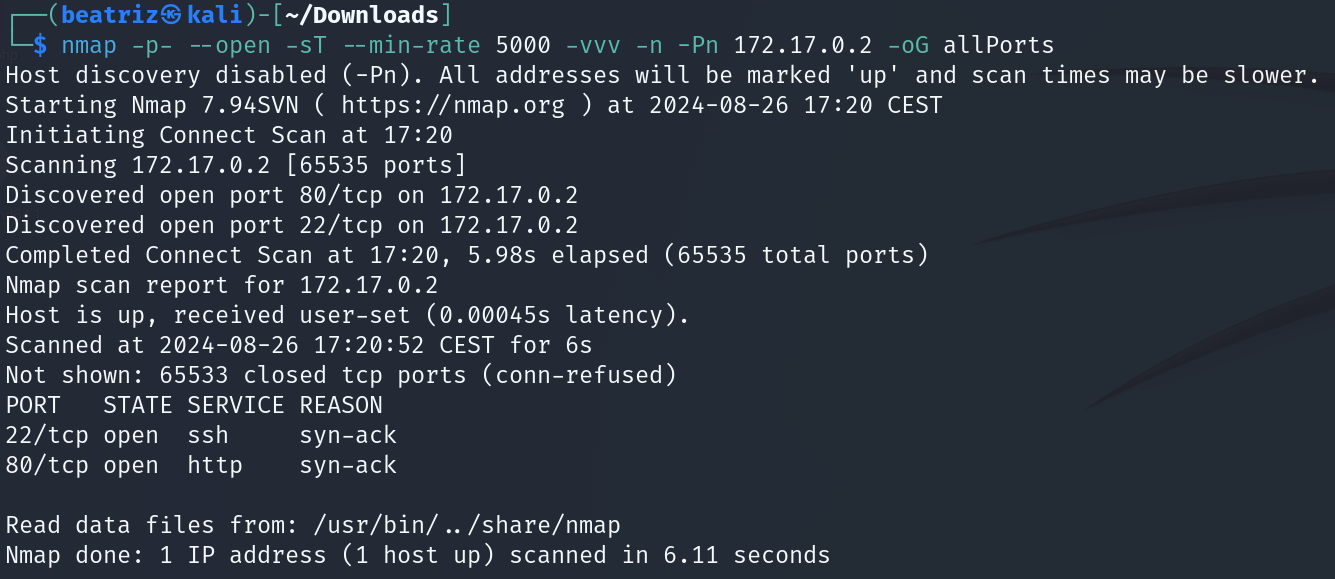 ┌──(beatriz㉿kali)-[~/Downloads]
└─$ nmap -p- --open -sT --min-rate 5000 -vvv -n -Pn 172.17.0.2 -oG allPorts
Host discovery disabled (-Pn). All addresses will be marked 'up' and scan times may be slower.
Starting Nmap 7.94SVN ( https://nmap.org ) at 2024-08-26 17:20 CEST
Initiating Connect Scan at 17:20
Scanning 172.17.0.2 [65535 ports]
Discovered open port 80/tcp on 172.17.0.2
Discovered open port 22/tcp on 172.17.0.2
Completed Connect Scan at 17:20, 5.98s elapsed (65535 total ports)
Nmap scan report for 172.17.0.2
Host is up, received user-set (0.00045s latency).
Scanned at 2024-08-26 17:20:52 CEST for 6s
Not shown: 65533 closed tcp ports (conn-refused)
PORT   STATE SERVICE REASON
22/tcp open  ssh     syn-ack
80/tcp open  http    syn-ack
Read data files from: /usr/bin/../share/nmap
Nmap done: 1 IP address (1 host up) scanned in 6.11 seconds